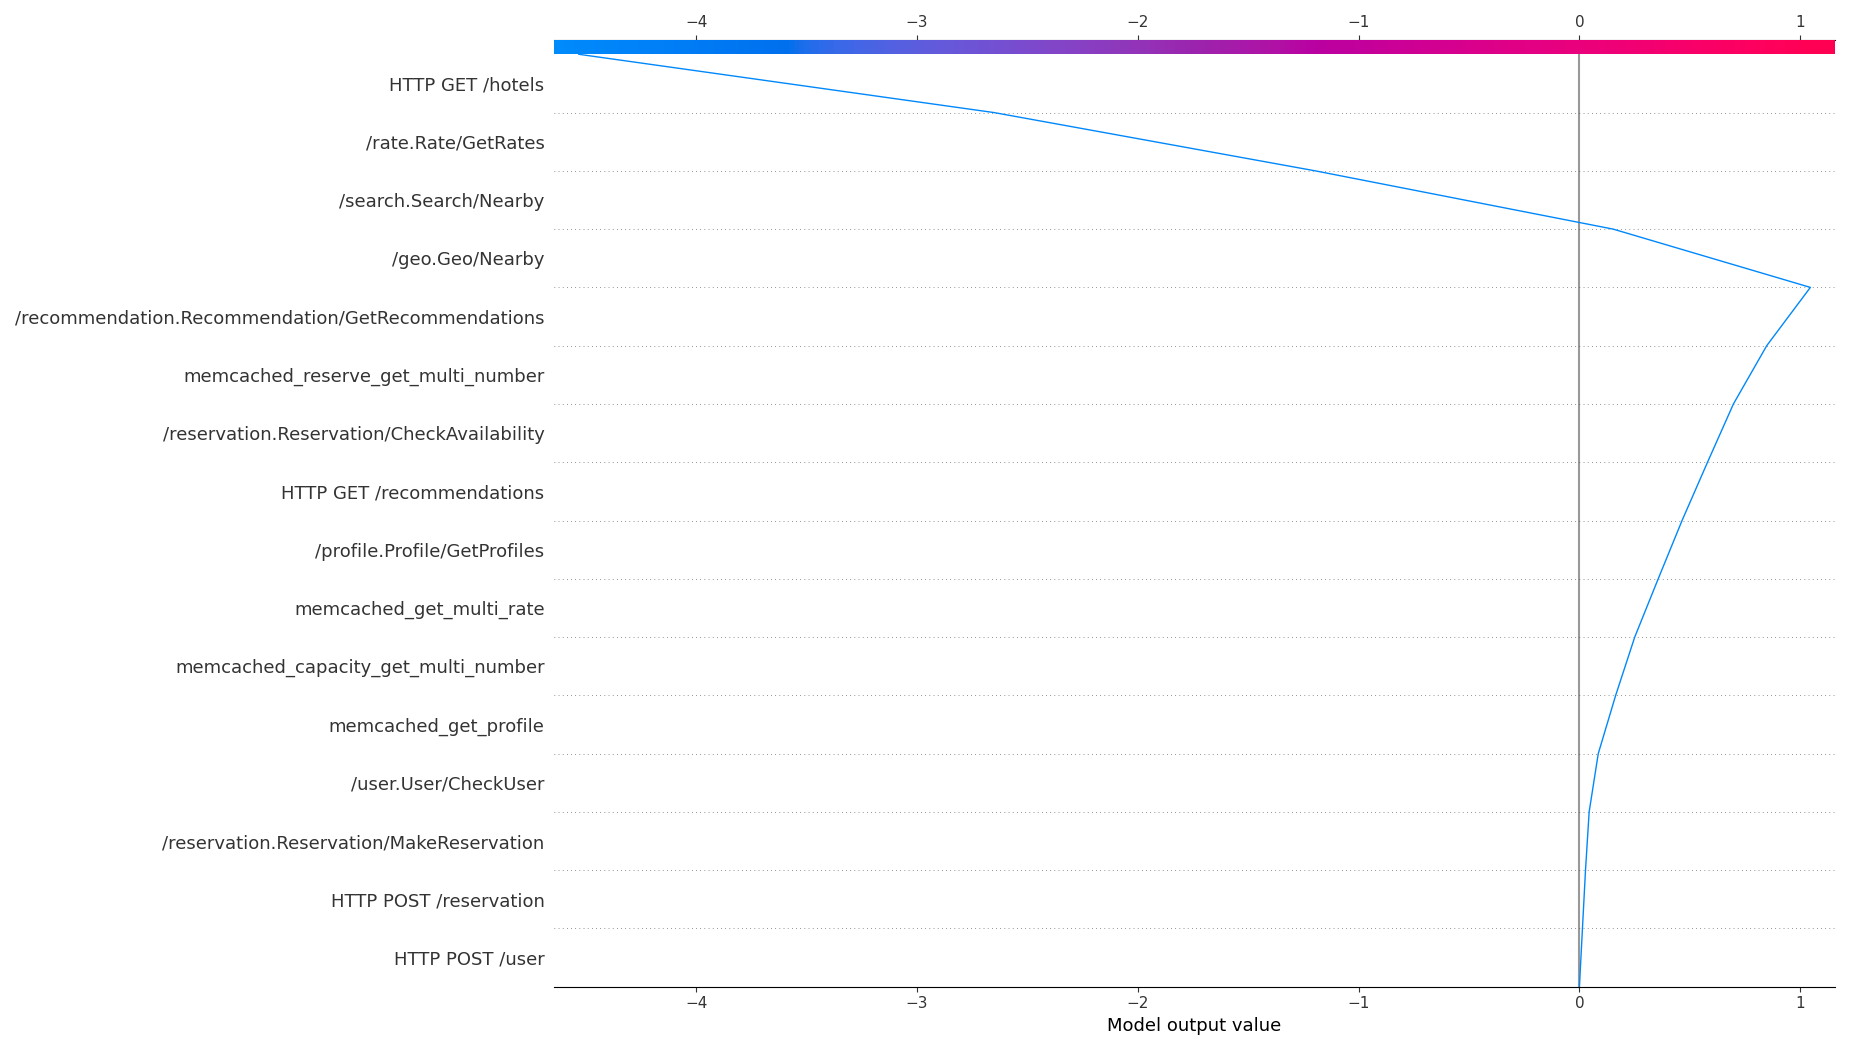 −4 −3 −2 −1 0 1
HTTP GET /hotels
/rate.Rate/GetRates
/search.Search/Nearby
/geo.Geo/Nearby
/recommendation.Recommendation/GetRecommendations
memcached_reserve_get_multi_number
/reservation.Reservation/CheckAvailability
HTTP GET /recommendations
/profile.Profile/GetProfiles
memcached_get_multi_rate
memcached_capacity_get_multi_number
memcached_get_profile
/user.User/CheckUser
/reservation.Reservation/MakeReservation
HTTP POST /reservation
HTTP POST /user
−4 −3 −2 −1 0 1
Model output value